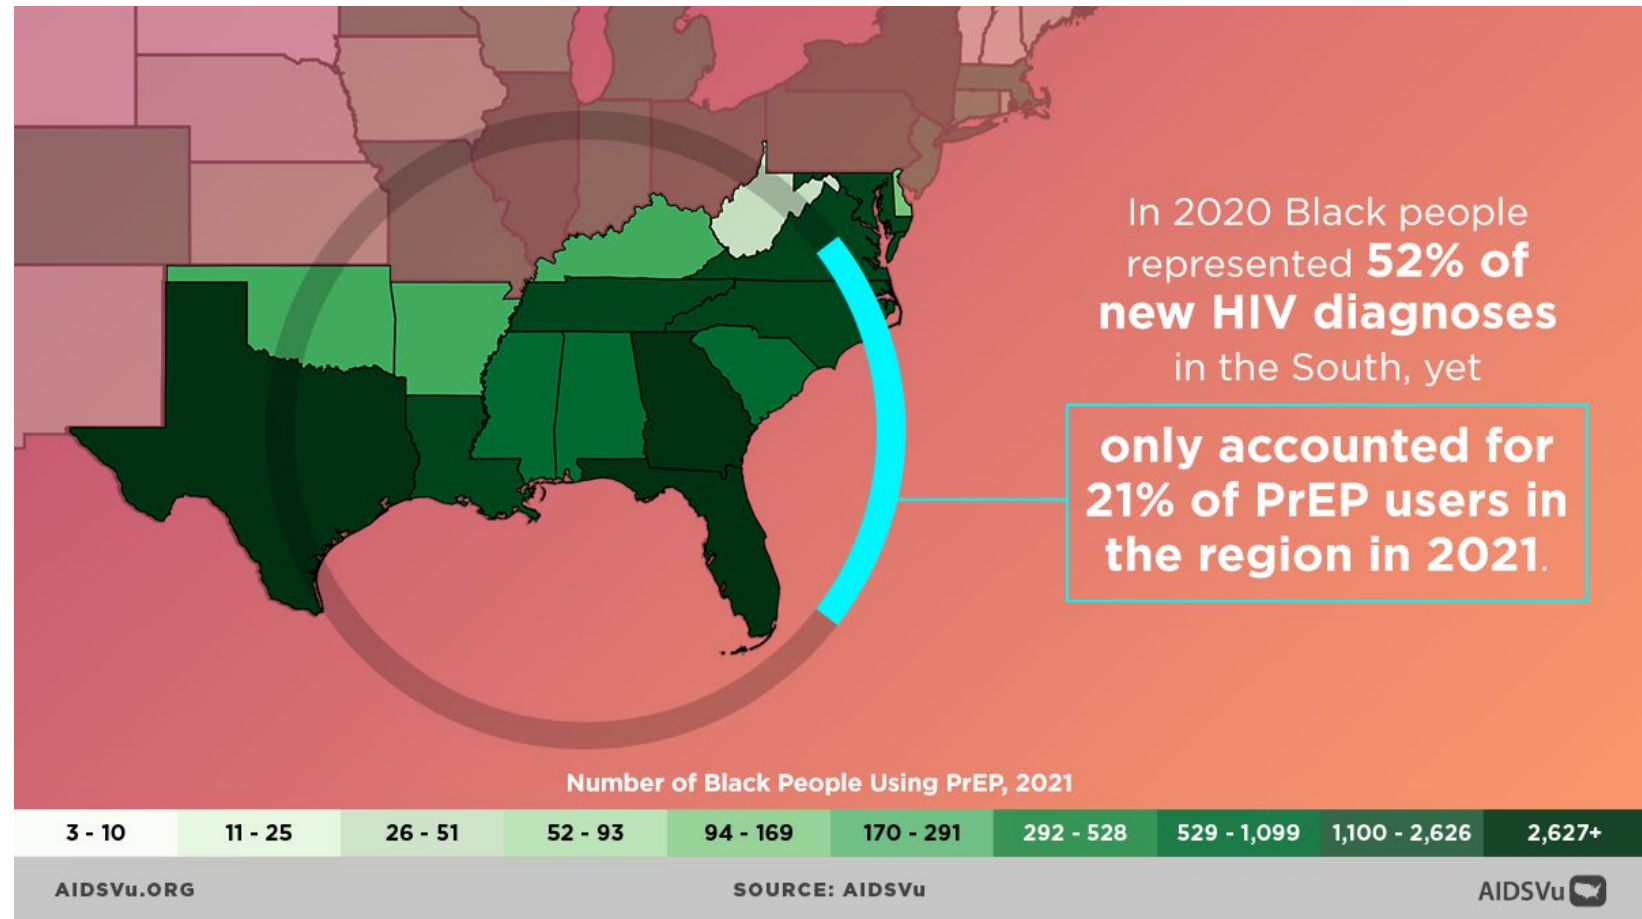 In 2020 Black people
represented 52% of
new HIV diagnoses
in the South, yet
only accounted for
21% of PrEP users in
the region in 2021.
Number of Black People Using PrEP, 2021
3 - 10 11 - 25 26 - 51 52 - 93 94 - 169 170 - 291 292 - 528 529 - 1,099 1,100 - 2,626 2,627+
AIDSVu.ORG SOURCE: AIDSVu AIDSVu